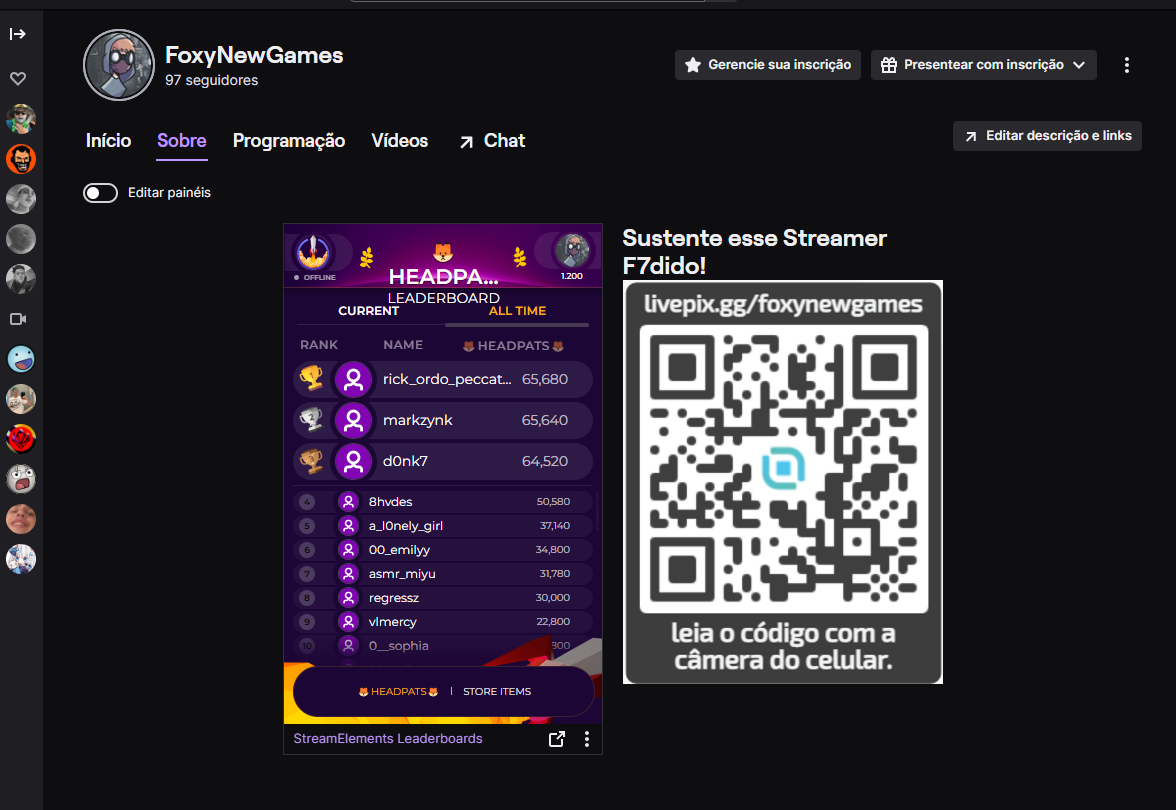 FoxyNewGames
97 seguidores
Gerencie sua inscrição
Presentear com inscrição
Início
Sobre
Programação
Vídeos
Chat
Editar descrição e links
Editar painéis
OFFLINE
HEADPA...
LEADERBOARD
1.200
CURRENT
ALL TIME
RANK NAME HEADPATS
1 rick_ordo_peccat... 65,680
2 markzynk 65,640
3 d0nk7 64,520
4 8hvdes 50,580
5 a_l0nely_girl 37,140
6 00_emilyy 34,800
7 asmr_miyu 31,780
8 regressz 30,000
9 vlmercy 22,800
10 0__sophia
HEADPATS | STORE ITEMS
StreamElements Leaderboards
Sustente esse Streamer
F7dido!
livepix.gg/foxynewgames
leia o código com a
câmera do celular.